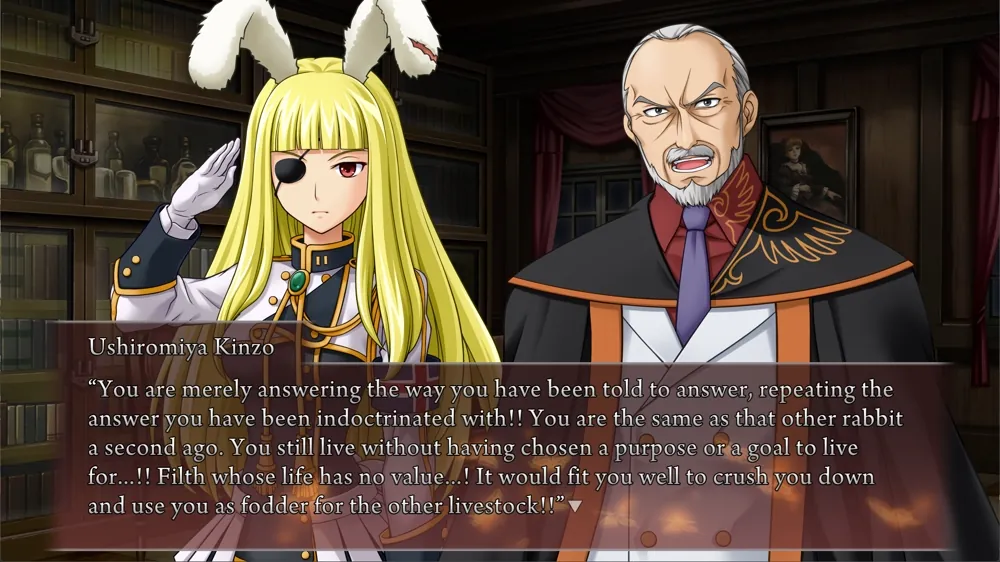 Ushiromiya Kinzo
“You are merely answering the way you have been told to answer, repeating the
answer you have been indoctrinated with!! You are the same as that other rabbit
a second ago. You still live without having chosen a purpose or a goal to live
for...!! Filth whose life has no value...! It would fit you well to crush you down
and use you as fodder for the other livestock!!”